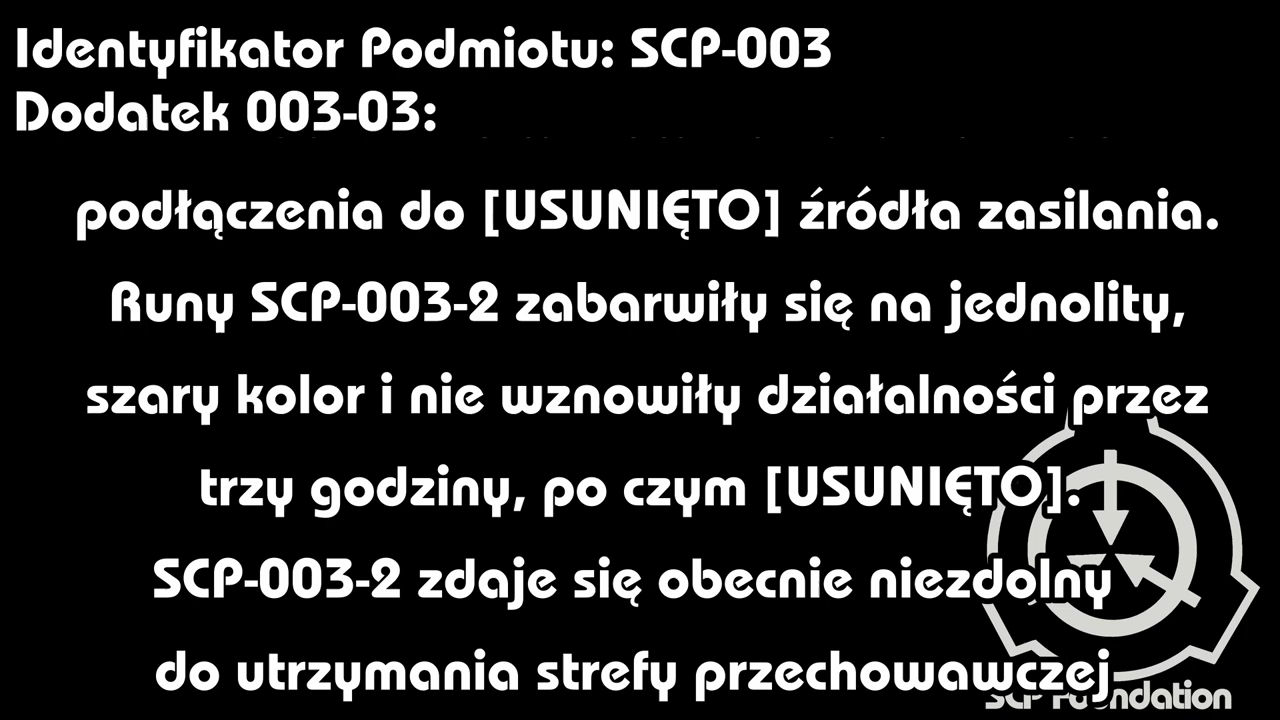 Identyfikator Podmiotu: SCP-003
Dodatek 003-03:
podłączenia do [USUNIĘTO] źródła zasilania.
Runy SCP-003-2 zabarwiły się na jednolity,
szary kolor i nie wznowiły działalności przez
trzy godziny, po czym [USUNIĘTO].
SCP-003-2 zdaje się obecnie niezdolny
do utrzymania strefy przechowawczej
SCP Foundation